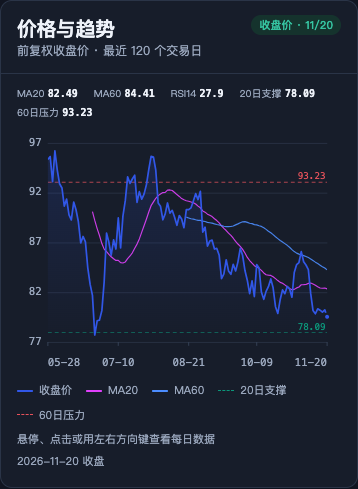 价格与趋势
价格 · 11/20
前复权收盘价 · 最近 120 个交易日
MA20 82.49 MA60 84.41 RSI14 27.9 20日支撑 78.09
60日压力 93.23
97
93.23
92
87
82
78.09
77
05-28 07-10 08-21 10-09 11-20
收盘价 MA20 MA60 20日支撑
60日压力
悬停、点击或用左右方向键查看每日数据
2026-11-20 收盘